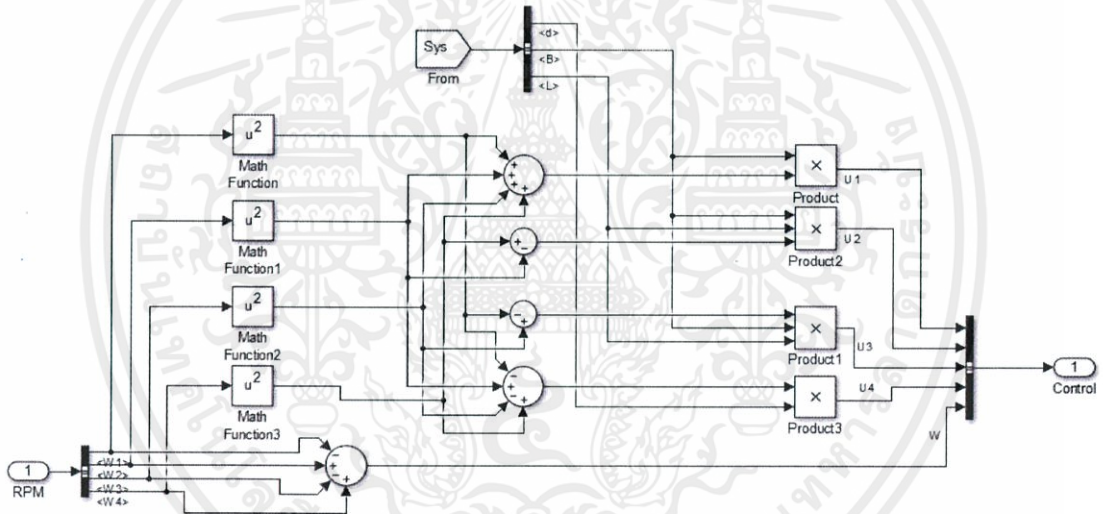 Sys
From
<d>
<B>
<L>
u²
Math
Function
u²
Math
Function1
u²
Math
Function2
u²
Math
Function3
+
+
+
+
+
-
-
+
-
+
-
+
×
Product
U1
×
Product2
U2
×
Product1
U3
×
Product3
U4
W
1
Control
1
RPM
<W1>
<W2>
<W3>
<W4>
-
+
-
+